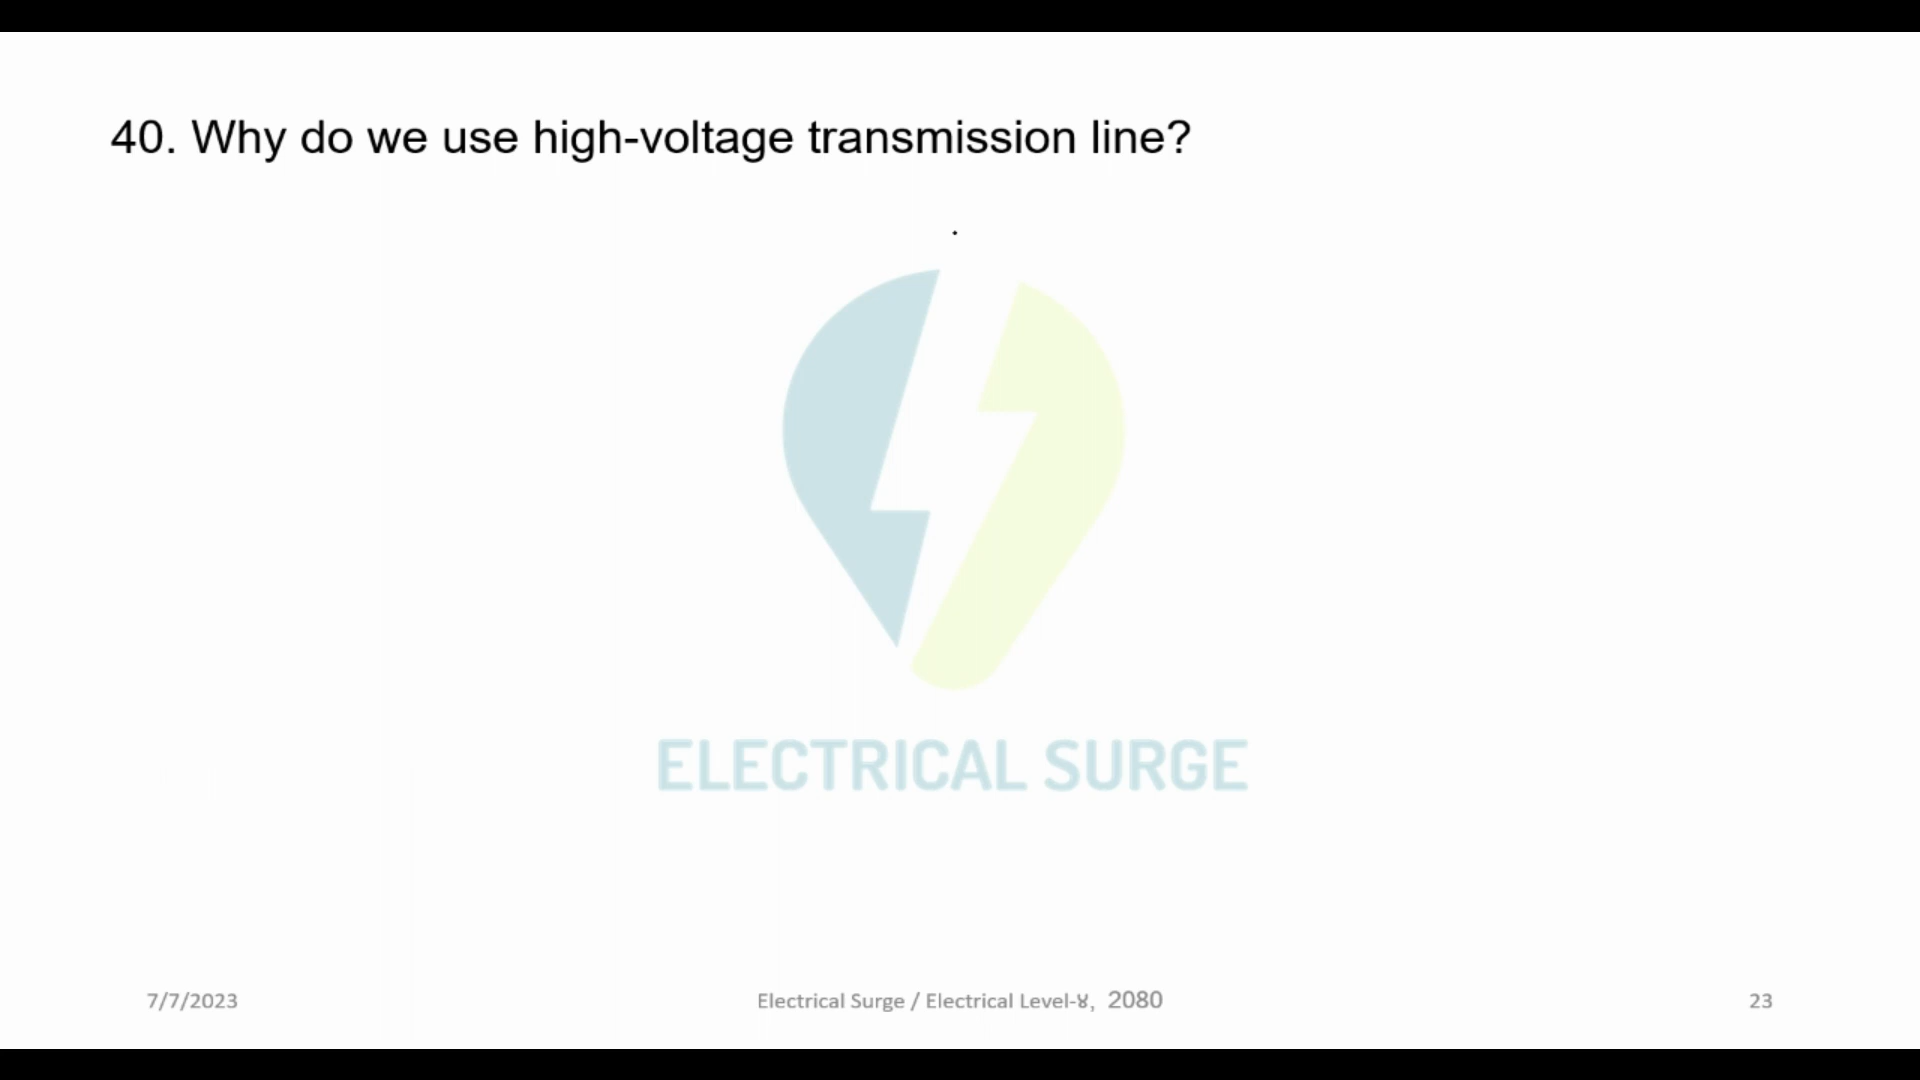 40. Why do we use high-voltage transmission line?
ELECTRICAL SURGE
7/7/2023
Electrical Surge / Electrical Level-४, 2080
23